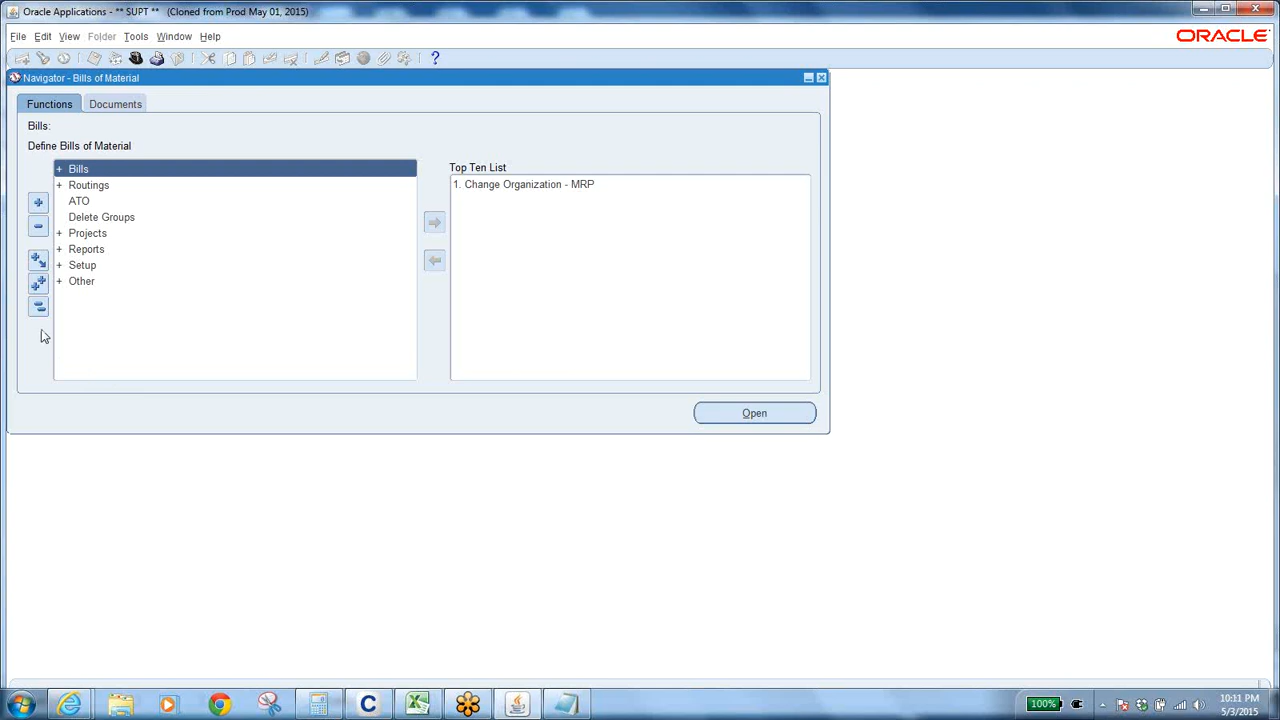 Oracle Applications - ** SUPT ** (Cloned from Prod May 01, 2015)
File Edit View Folder Tools Window Help
ORACLE
Navigator - Bills of Material
Functions Documents
Bills:
Define Bills of Material
+ Bills
+ Routings
ATO
Delete Groups
+ Projects
+ Reports
+ Setup
+ Other
Top Ten List
1. Change Organization - MRP
Open
100%
10:11 PM
5/3/2015